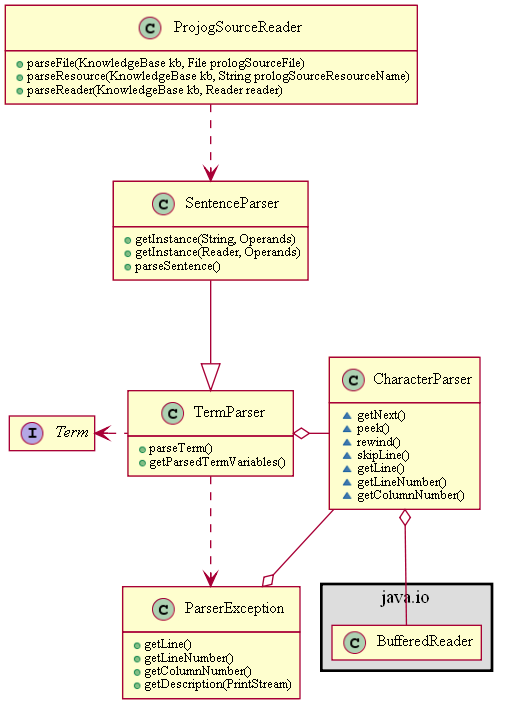 C ProjogSourceReader
parseFile(KnowledgeBase kb, File prologSourceFile)
parseResource(KnowledgeBase kb, String prologSourceResourceName)
parseReader(KnowledgeBase kb, Reader reader)
C SentenceParser
getInstance(String, Operands)
getInstance(Reader, Operands)
parseSentence()
C TermParser
parseTerm()
getParsedTermVariables()
I Term
C CharacterParser
getNext()
peek()
rewind()
skipLine()
getLine()
getLineNumber()
getColumnNumber()
C ParserException
getLine()
getLineNumber()
getColumnNumber()
getDescription(PrintStream)
java.io
C BufferedReader